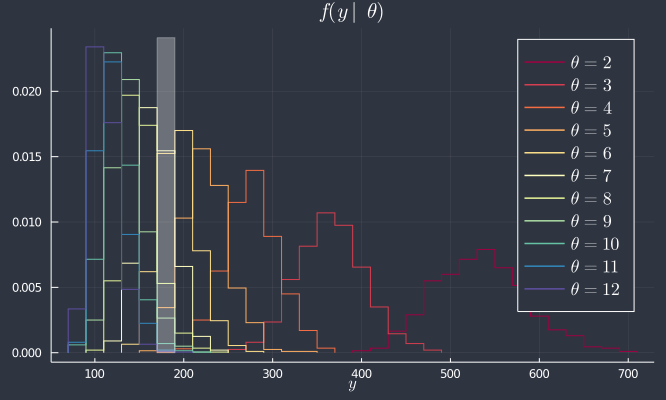 f(y | θ)
0.020
0.015
0.010
0.005
0.000
100 200 300 400 500 600 700
y
θ = 2
θ = 3
θ = 4
θ = 5
θ = 6
θ = 7
θ = 8
θ = 9
θ = 10
θ = 11
θ = 12